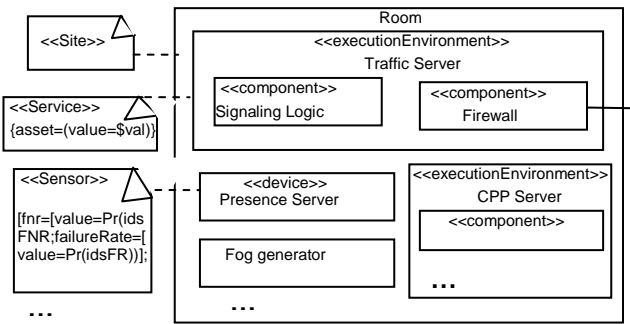 Room
<<Site>>
<<executionEnvironment>>
Traffic Server
<<component>>
Signaling Logic
<<component>>
Firewall
<<Service>>
{asset=(value=$val)}
<<Sensor>>
[fnr=[value=Pr(ids
FNR;failureRate=[
value=Pr(idsFR))];
...
<<device>>
Presence Server
Fog generator
...
<<executionEnvironment>>
CPP Server
<<component>>
...